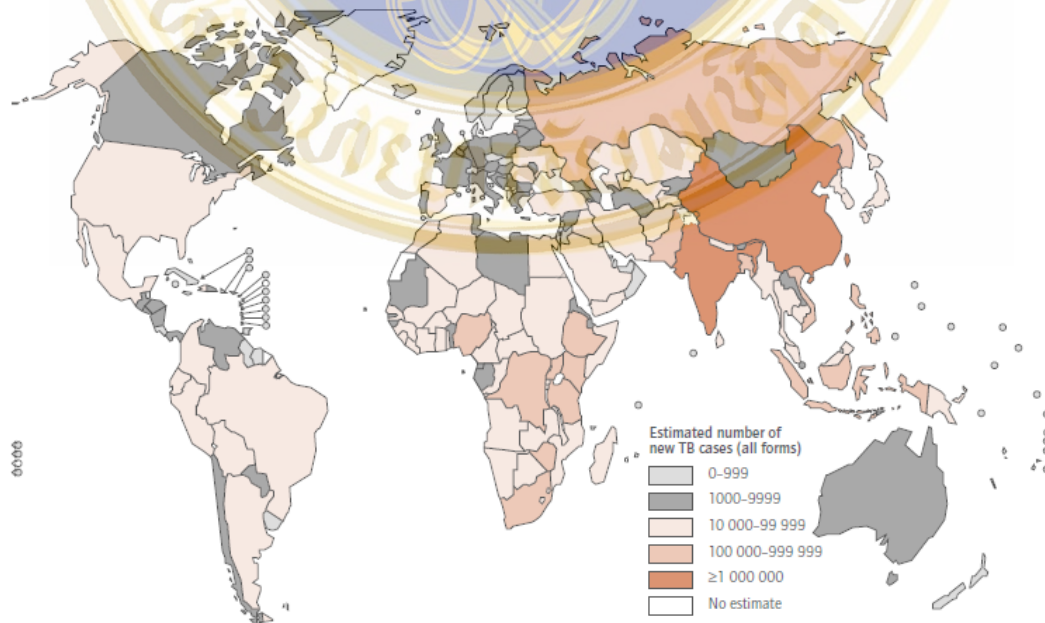 Estimated number of
new TB cases (all forms)
0–999
1000–9999
10 000–99 999
100 000–999 999
≥1 000 000
No estimate